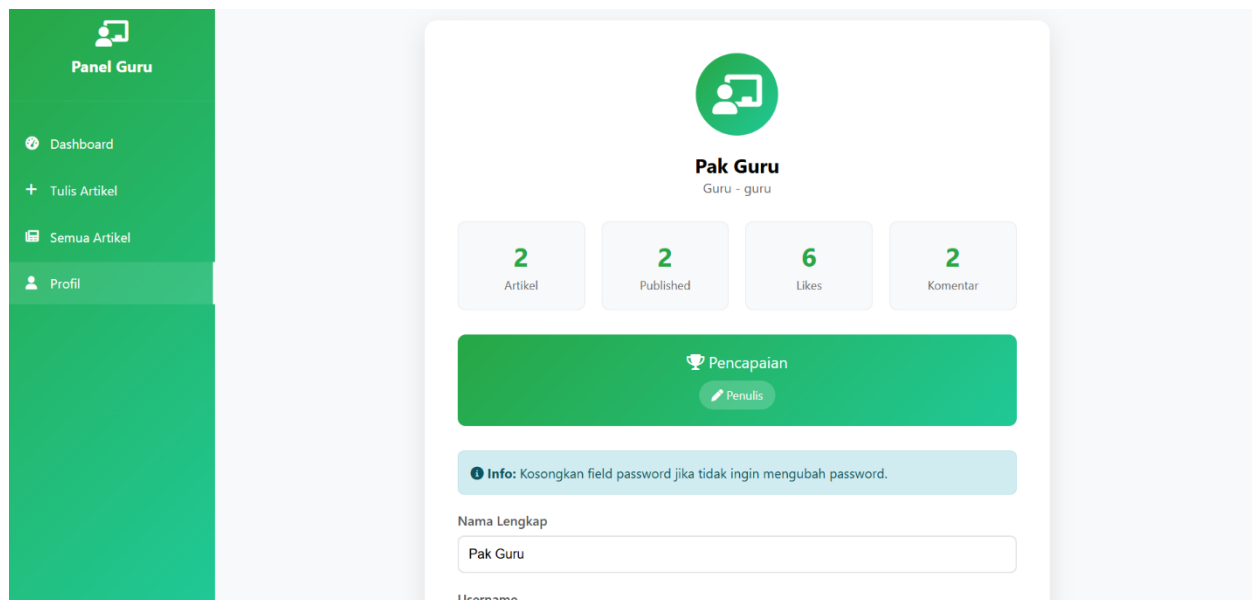 Panel Guru
Dashboard
Tulis Artikel
Semua Artikel
Profil
Pak Guru
Guru - guru
2
Artikel
2
Published
6
Likes
2
Komentar
Pencapaian
Penulis
Info: Kosongkan field password jika tidak ingin mengubah password.
Nama Lengkap
Pak Guru
Username